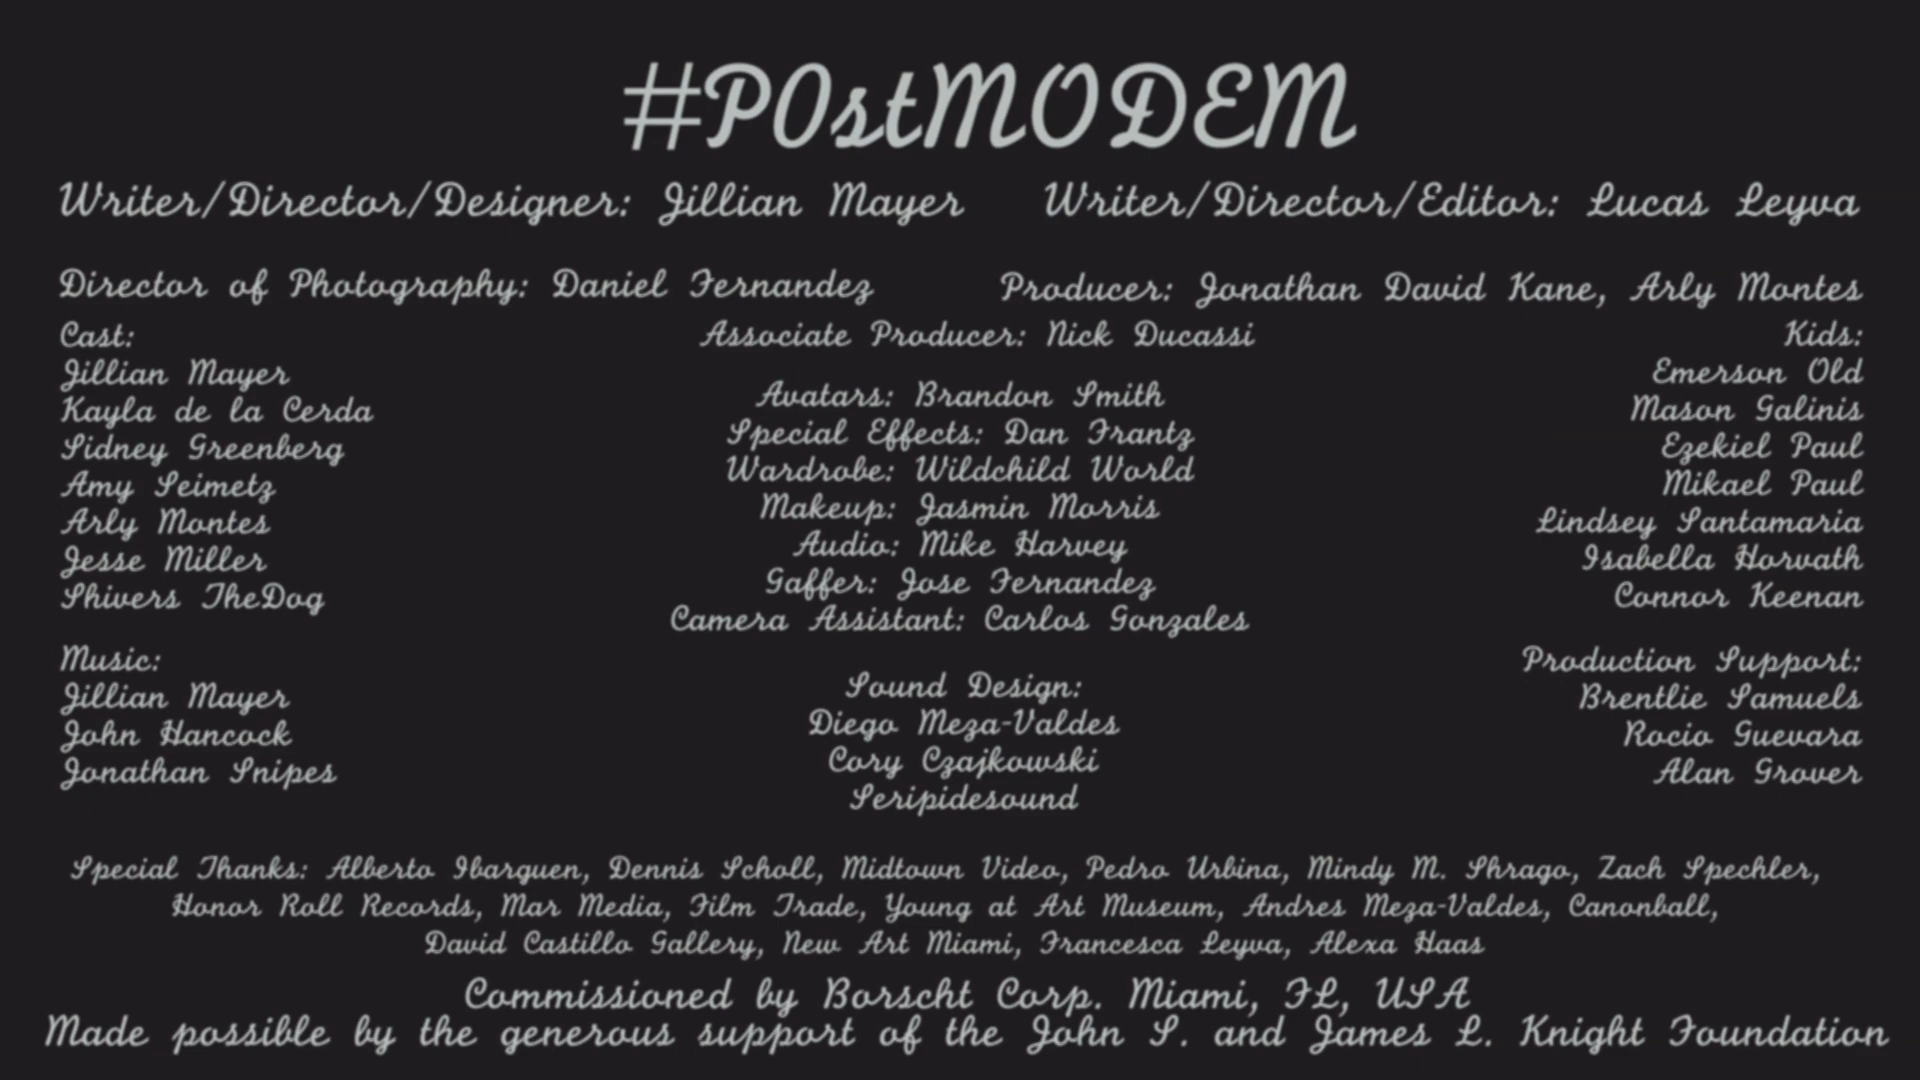 #POstMODEM
Writer/Director/Designer: Jillian Mayer
Writer/Director/Editor: Lucas Leyva
Director of Photography: Daniel Fernandez
Producer: Jonathan David Kane, Arly Montes
Cast:
Jillian Mayer
Kayla de la Cerda
Sidney Greenberg
Amy Seimetz
Arly Montes
Jesse Miller
Shivers TheDog
Music:
Jillian Mayer
John Hancock
Jonathan Snipes
Associate Producer: Nick Ducassi
Avatars: Brandon Smith
Special Effects: Dan Frantz
Wardrobe: Wildchild World
Makeup: Jasmin Morris
Audio: Mike Harvey
Gaffer: Jose Fernandez
Camera Assistant: Carlos Gonzales
Sound Design:
Diego Meza-Valdes
Cory Czajkowski
Seripidesound
Kids:
Emerson Old
Mason Galinis
Ezekiel Paul
Mikael Paul
Lindsey Santamaria
Isabella Horvath
Connor Keenan
Production Support:
Brentlie Samuels
Rocio Guevara
Alan Grover
Special Thanks: Alberto Ibarguen, Dennis Scholl, Midtown Video, Pedro Urbina, Mindy M. Shrago, Zach Spechler,
Honor Roll Records, Mar Media, Film Trade, Young at Art Museum, Andres Meza-Valdes, Canonball,
David Castillo Gallery, New Art Miami, Francesca Leyva, Alexa Haas
Commissioned by Borscht Corp. Miami, FL, USA
Made possible by the generous support of the John S. and James L. Knight Foundation